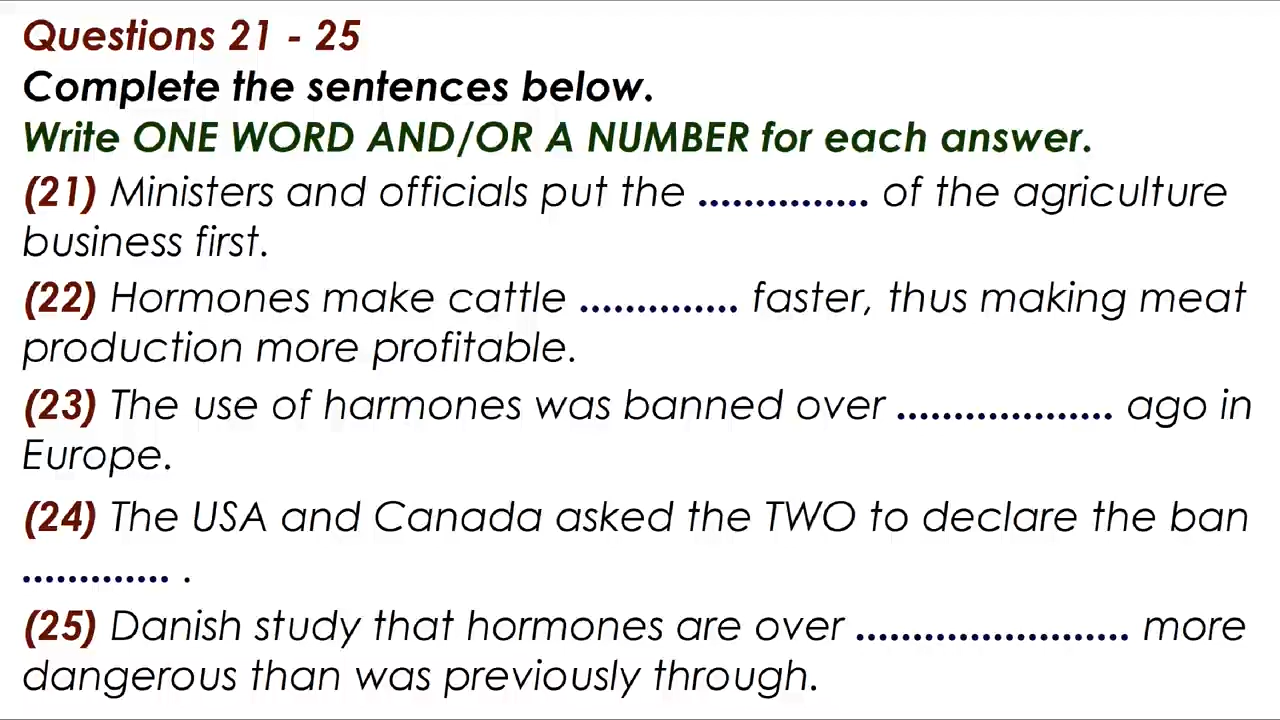 Questions 21 - 25
Complete the sentences below.
Write ONE WORD AND/OR A NUMBER for each answer.
(21) Ministers and officials put the ............... of the agriculture
business first.
(22) Hormones make cattle .............. faster, thus making meat
production more profitable.
(23) The use of harmones was banned over ................... ago in
Europe.
(24) The USA and Canada asked the TWO to declare the ban
............. .
(25) Danish study that hormones are over ........................ more
dangerous than was previously through.